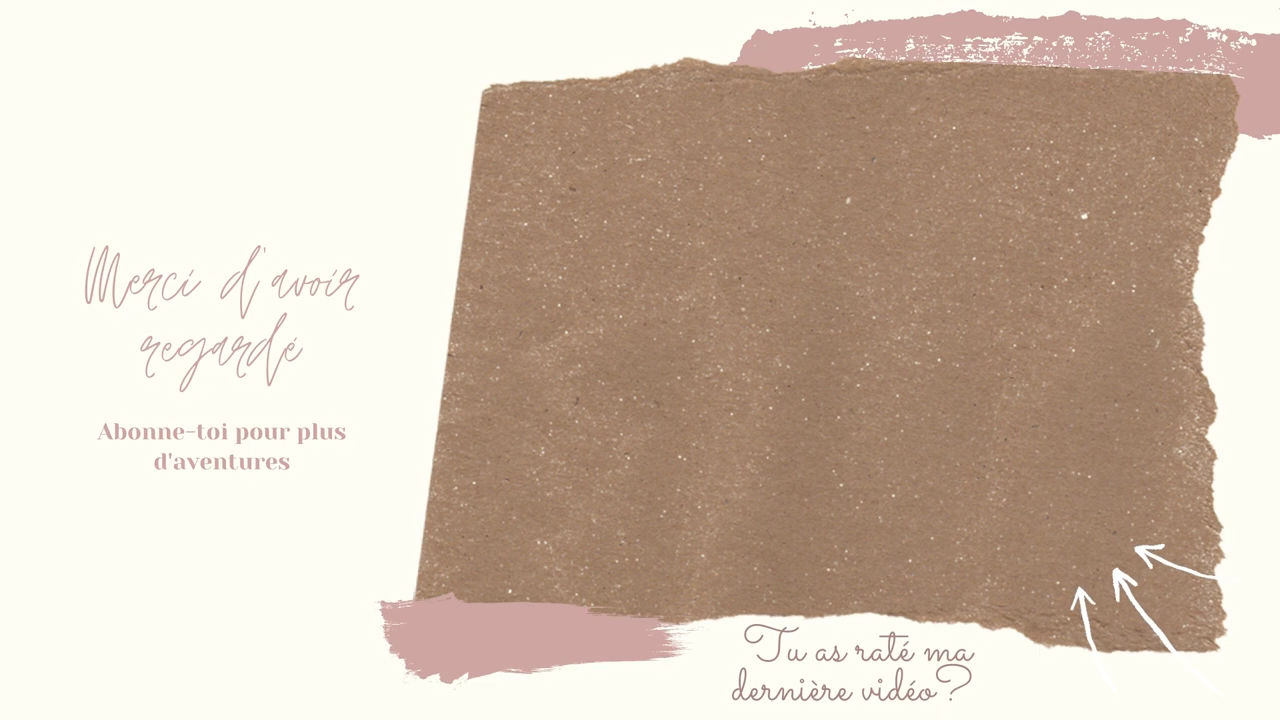 Merci d'avoir
regardé
Abonne-toi pour plus
d'aventures
Tu as raté ma
dernière vidéo?